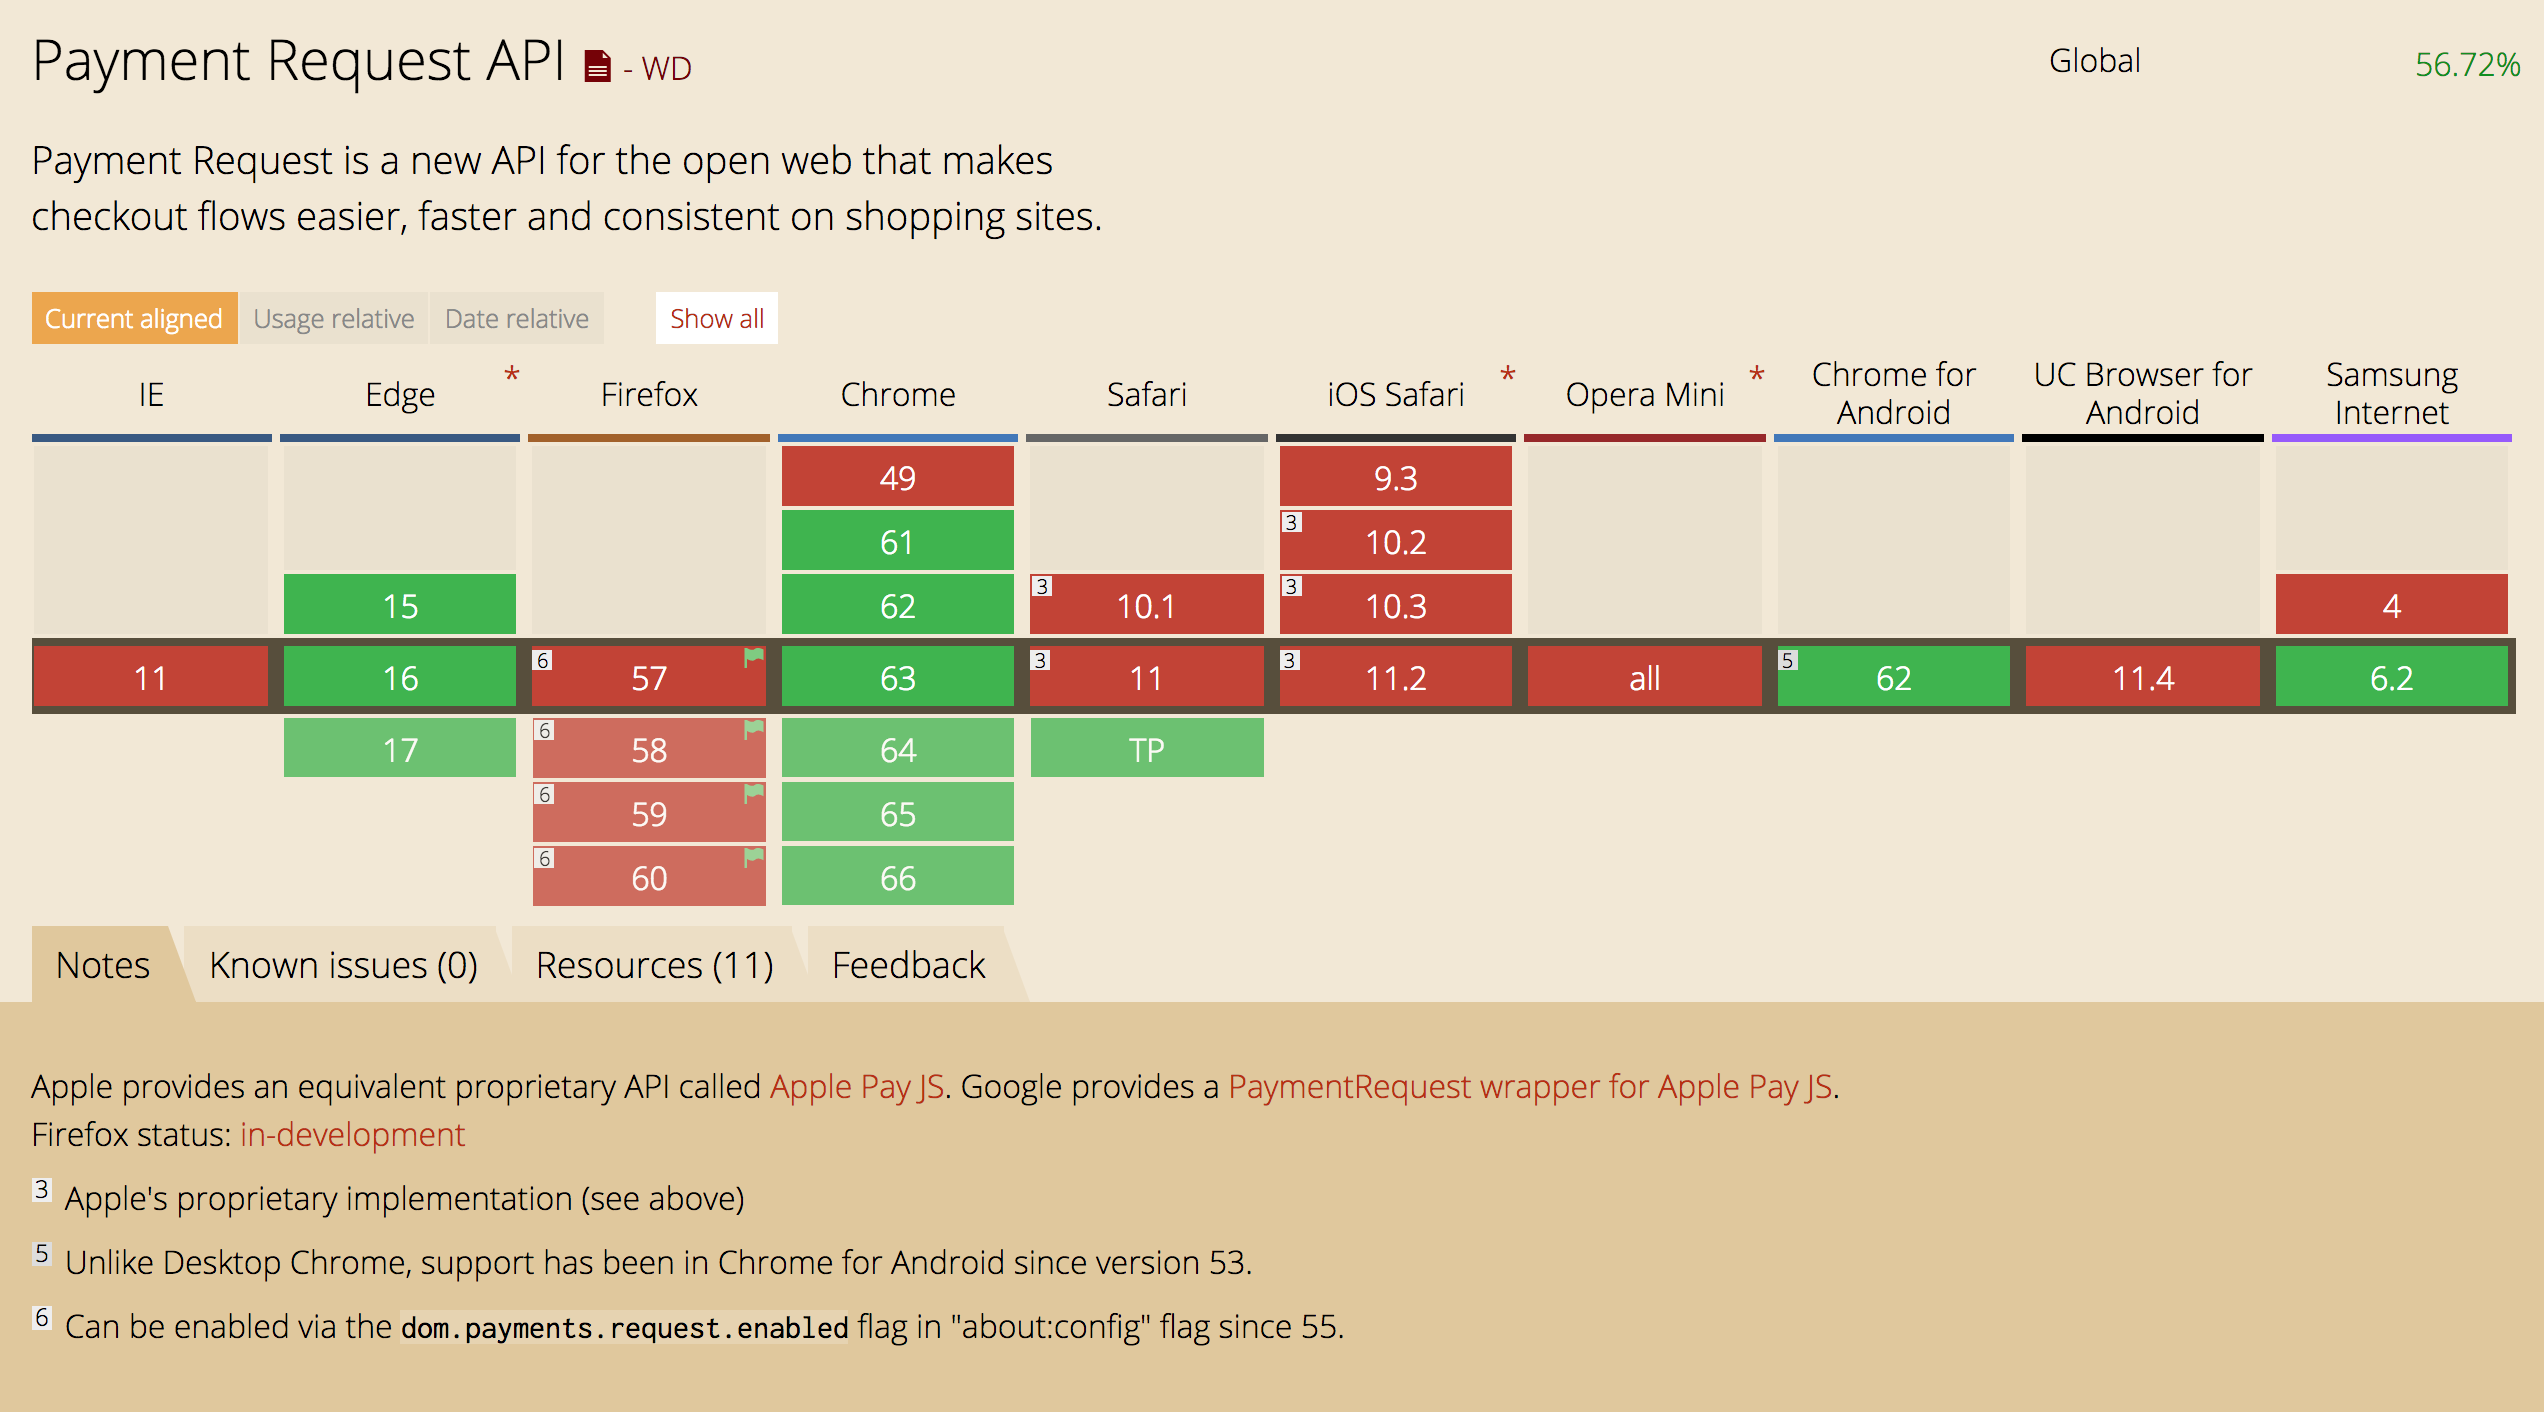 Payment Request API - WD
Global 56.72%
Payment Request is a new API for the open web that makes
checkout flows easier, faster and consistent on shopping sites.
Current aligned Usage relative Date relative Show all
IE Edge * Firefox Chrome Safari iOS Safari * Opera Mini * Chrome for Android UC Browser for Android Samsung Internet
49 9.3
61 3 10.2
15 62 3 10.1 3 10.3 4
11 16 6 57 63 3 11 3 11.2 all 5 62 11.4 6.2
17 6 58 64 TP
6 59 65
6 60 66
Notes Known issues (0) Resources (11) Feedback
Apple provides an equivalent proprietary API called Apple Pay JS. Google provides a PaymentRequest wrapper for Apple Pay JS.
Firefox status: in-development
3 Apple's proprietary implementation (see above)
5 Unlike Desktop Chrome, support has been in Chrome for Android since version 53.
6 Can be enabled via the dom.payments.request.enabled flag in "about:config" flag since 55.